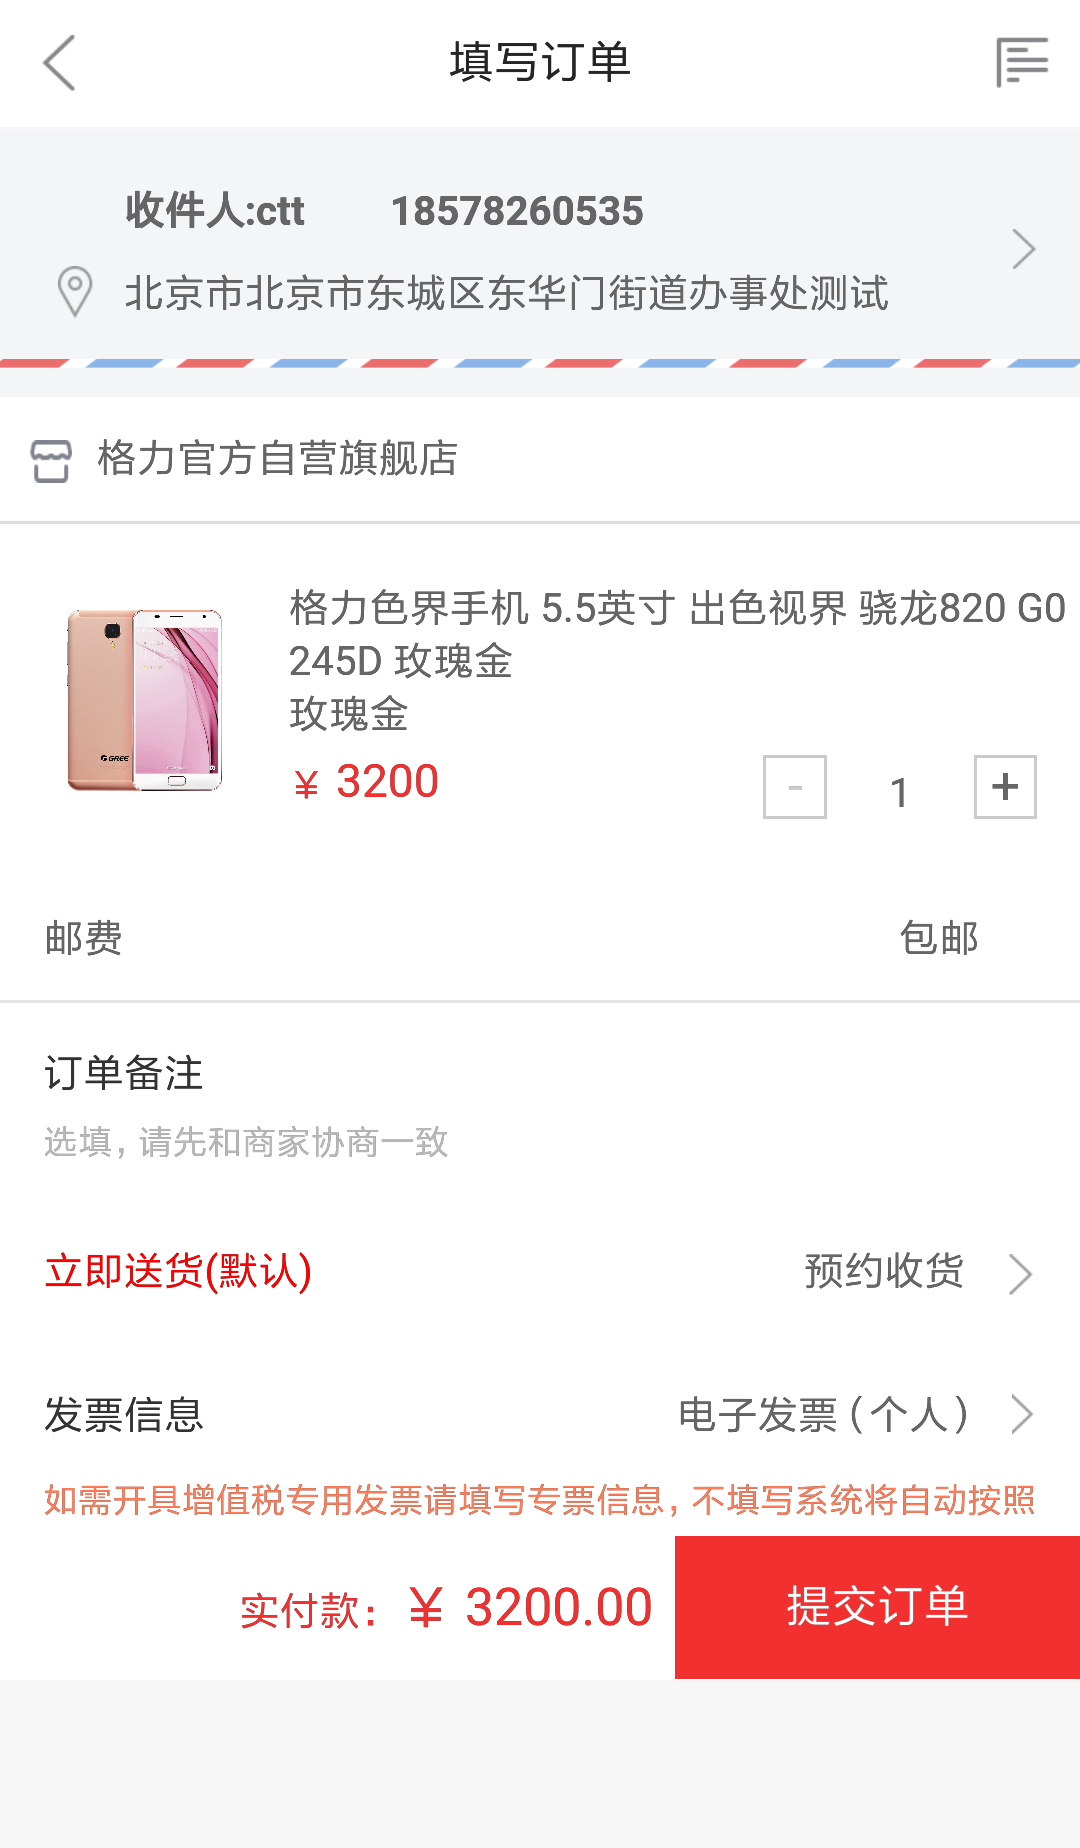 填写订单
收件人:ctt 18578260535
北京市北京市东城区东华门街道办事处测试
格力官方自营旗舰店
格力色界手机 5.5英寸 出色视界 骁龙820 G0
245D 玫瑰金
玫瑰金
GREE
¥ 3200 - 1 +
邮费 包邮
订单备注
选填，请先和商家协商一致
立即送货(默认) 预约收货
发票信息 电子发票（个人）
如需开具增值税专用发票请填写专票信息，不填写系统将自动按照
实付款：¥ 3200.00 提交订单